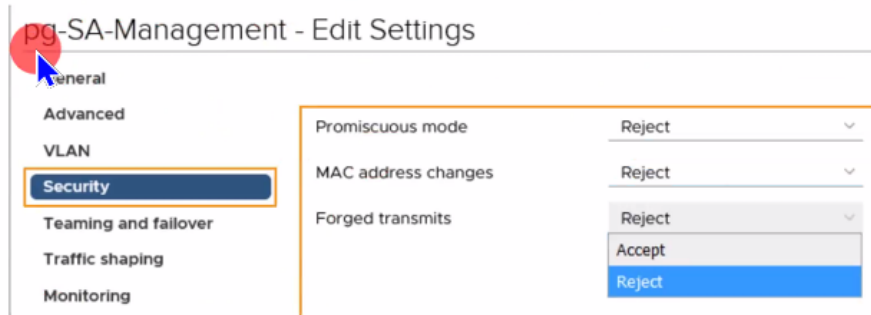 pg-SA-Management - Edit Settings
General
Advanced
VLAN
Security
Teaming and failover
Traffic shaping
Monitoring
Promiscuous mode Reject
MAC address changes Reject
Forged transmits Reject
Accept
Reject